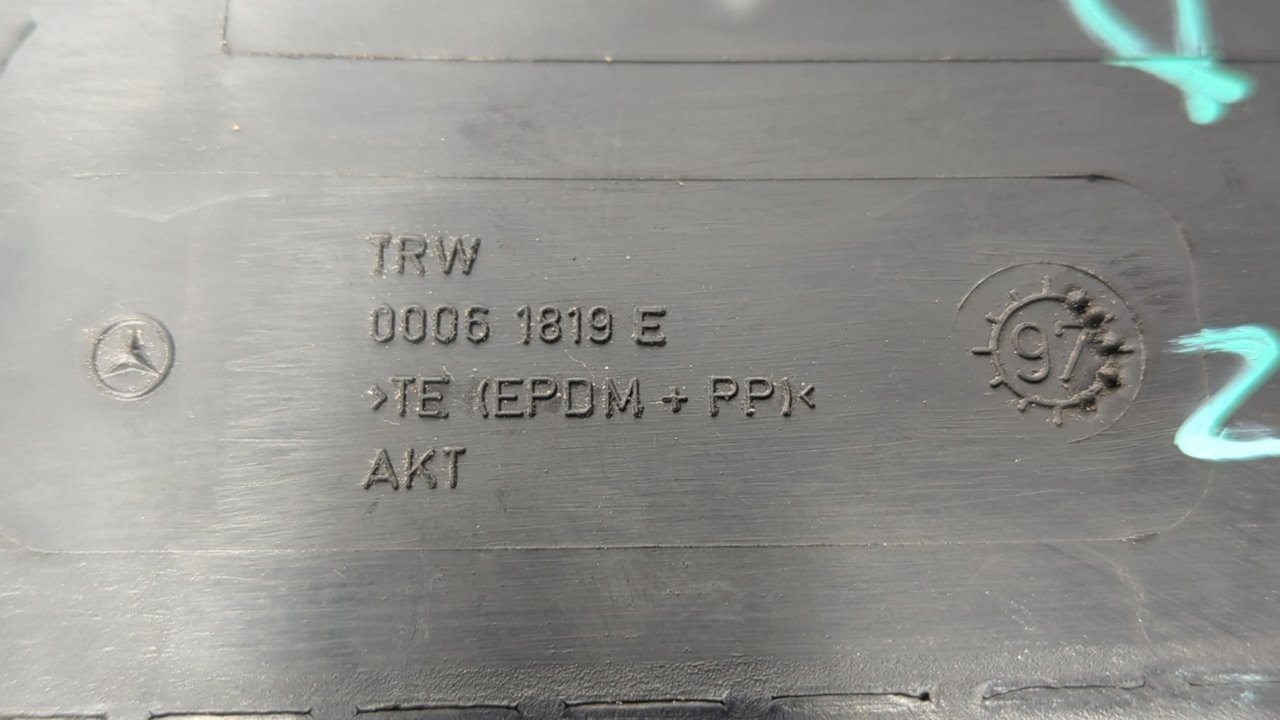 TRW
0006 1819 E
>TE (EPDM + PP)<
AKT
97
2